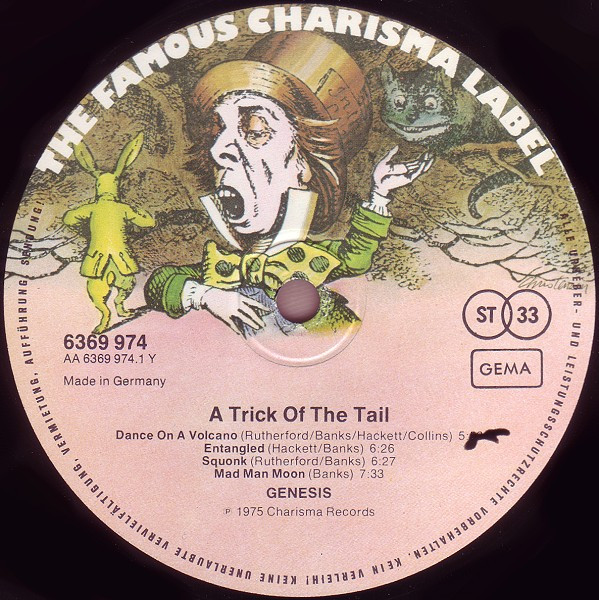 THE FAMOUS CHARISMA LABEL
6369 974
AA 6369 974.1 Y
Made in Germany
ST 33
GEMA
A Trick Of The Tail
Dance On A Volcano (Rutherford/Banks/Hackett/Collins) 5:
Entangled (Hackett/Banks) 6:26
Squonk (Rutherford/Banks) 6:27
Mad Man Moon (Banks) 7:33
GENESIS
℗ 1975 Charisma Records
ALLE URHEBER- UND LEISTUNGSSCHUTZRECHTE VORBEHALTEN. KEIN VERLEIH! KEINE UNERLAUBTE VERVIELFÄLTIGUNG, VERMIETUNG, AUFFÜHRUNG, SENDUNG!